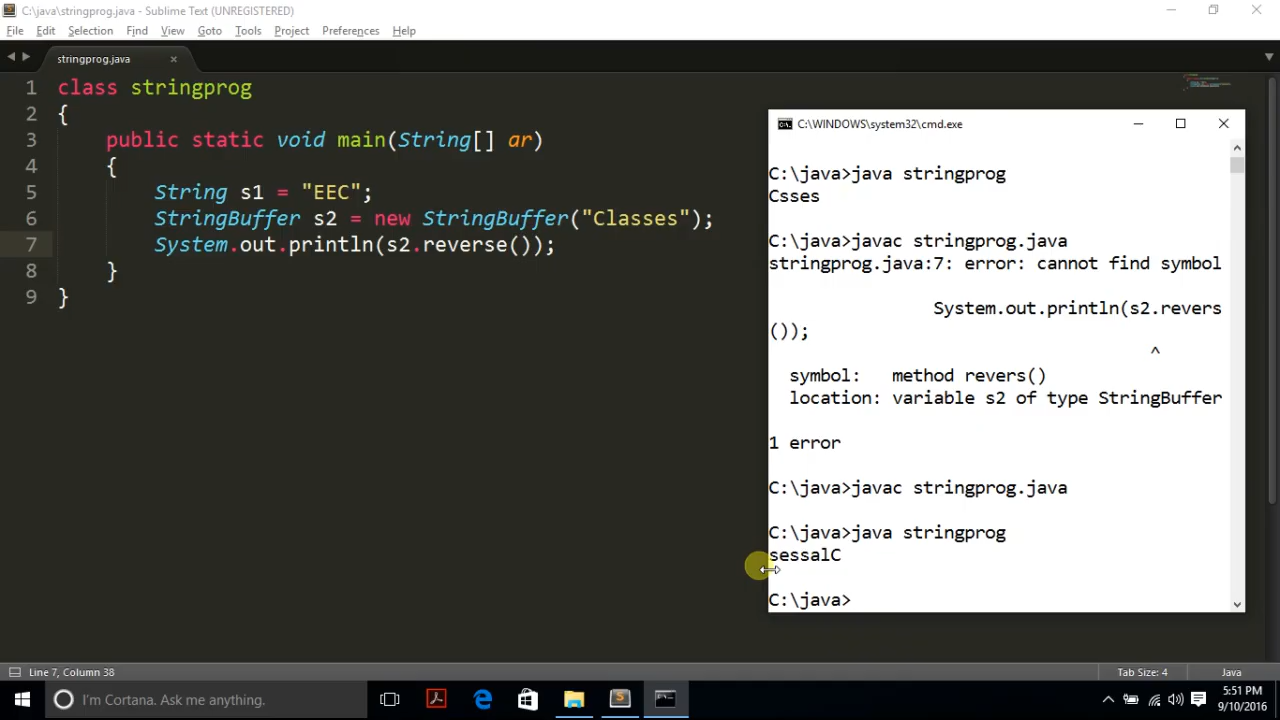 C:\java\stringprog.java - Sublime Text (UNREGISTERED)
File Edit Selection Find View Goto Tools Project Preferences Help
stringprog.java ×
1 class stringprog
2 {
3 public static void main(String[] ar)
4 {
5 String s1 = "EEC";
6 StringBuffer s2 = new StringBuffer("Classes");
7 System.out.println(s2.reverse());
8 }
9 }
C:\WINDOWS\system32\cmd.exe
C:\java>java stringprog
Csses
C:\java>javac stringprog.java
stringprog.java:7: error: cannot find symbol
System.out.println(s2.revers
());
^
symbol: method revers()
location: variable s2 of type StringBuffer
1 error
C:\java>javac stringprog.java
C:\java>java stringprog
sessalC
C:\java>
Line 7, Column 38
Tab Size: 4
Java
I'm Cortana. Ask me anything.
5:51 PM
9/10/2016